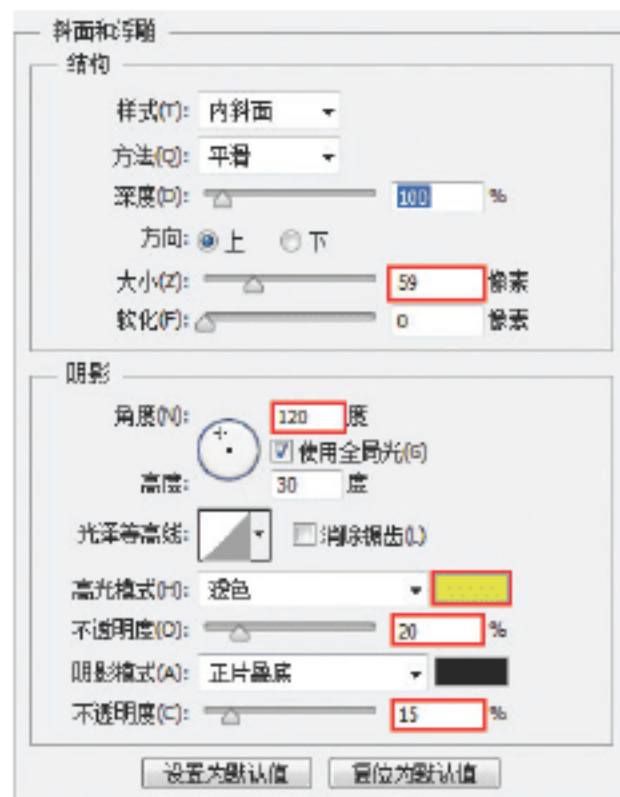 斜面和浮雕
结构
样式(T): 内斜面
方法(Q): 平滑
深度(D): 100 %
方向: 上 下
大小(Z): 59 像素
软化(F): 0 像素
阴影
角度(N): 120 度
使用全局光(G)
高度: 30 度
光泽等高线: 消除锯齿(L)
高光模式(H): 滤色
不透明度(O): 20 %
阴影模式(A): 正片叠底
不透明度(C): 15 %
设置为默认值 复位为默认值